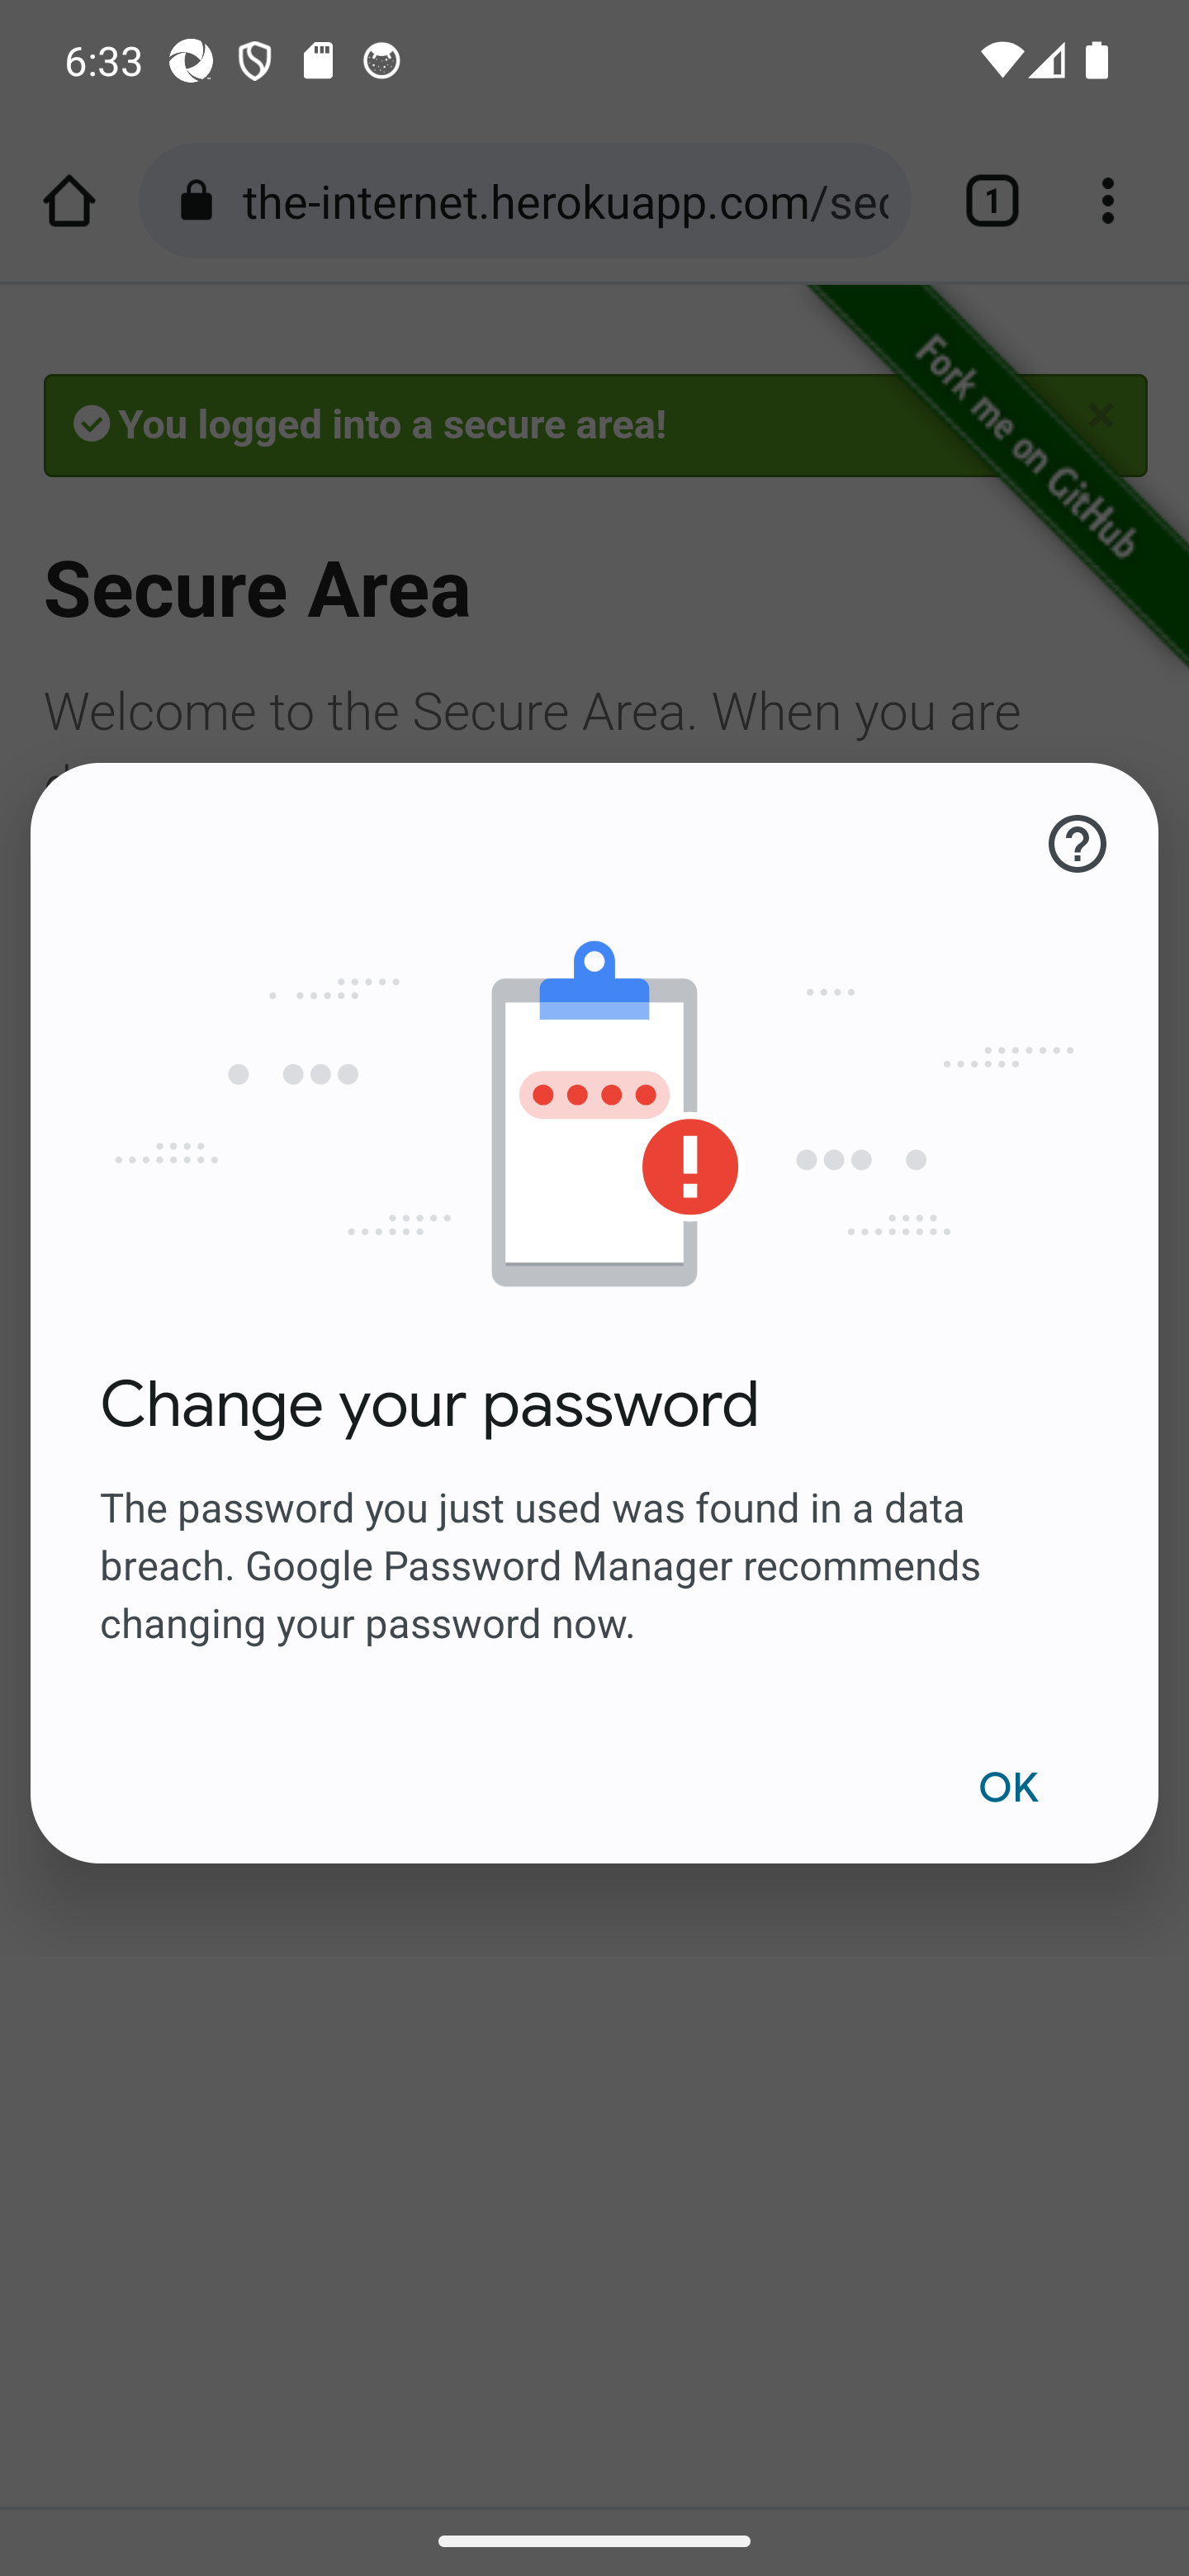 6:33
the-internet.herokuapp.com/sec
1
Fork me on GitHub
You logged into a secure area!
Secure Area
Welcome to the Secure Area. When you are
Change your password
The password you just used was found in a data
breach. Google Password Manager recommends
changing your password now.
OK